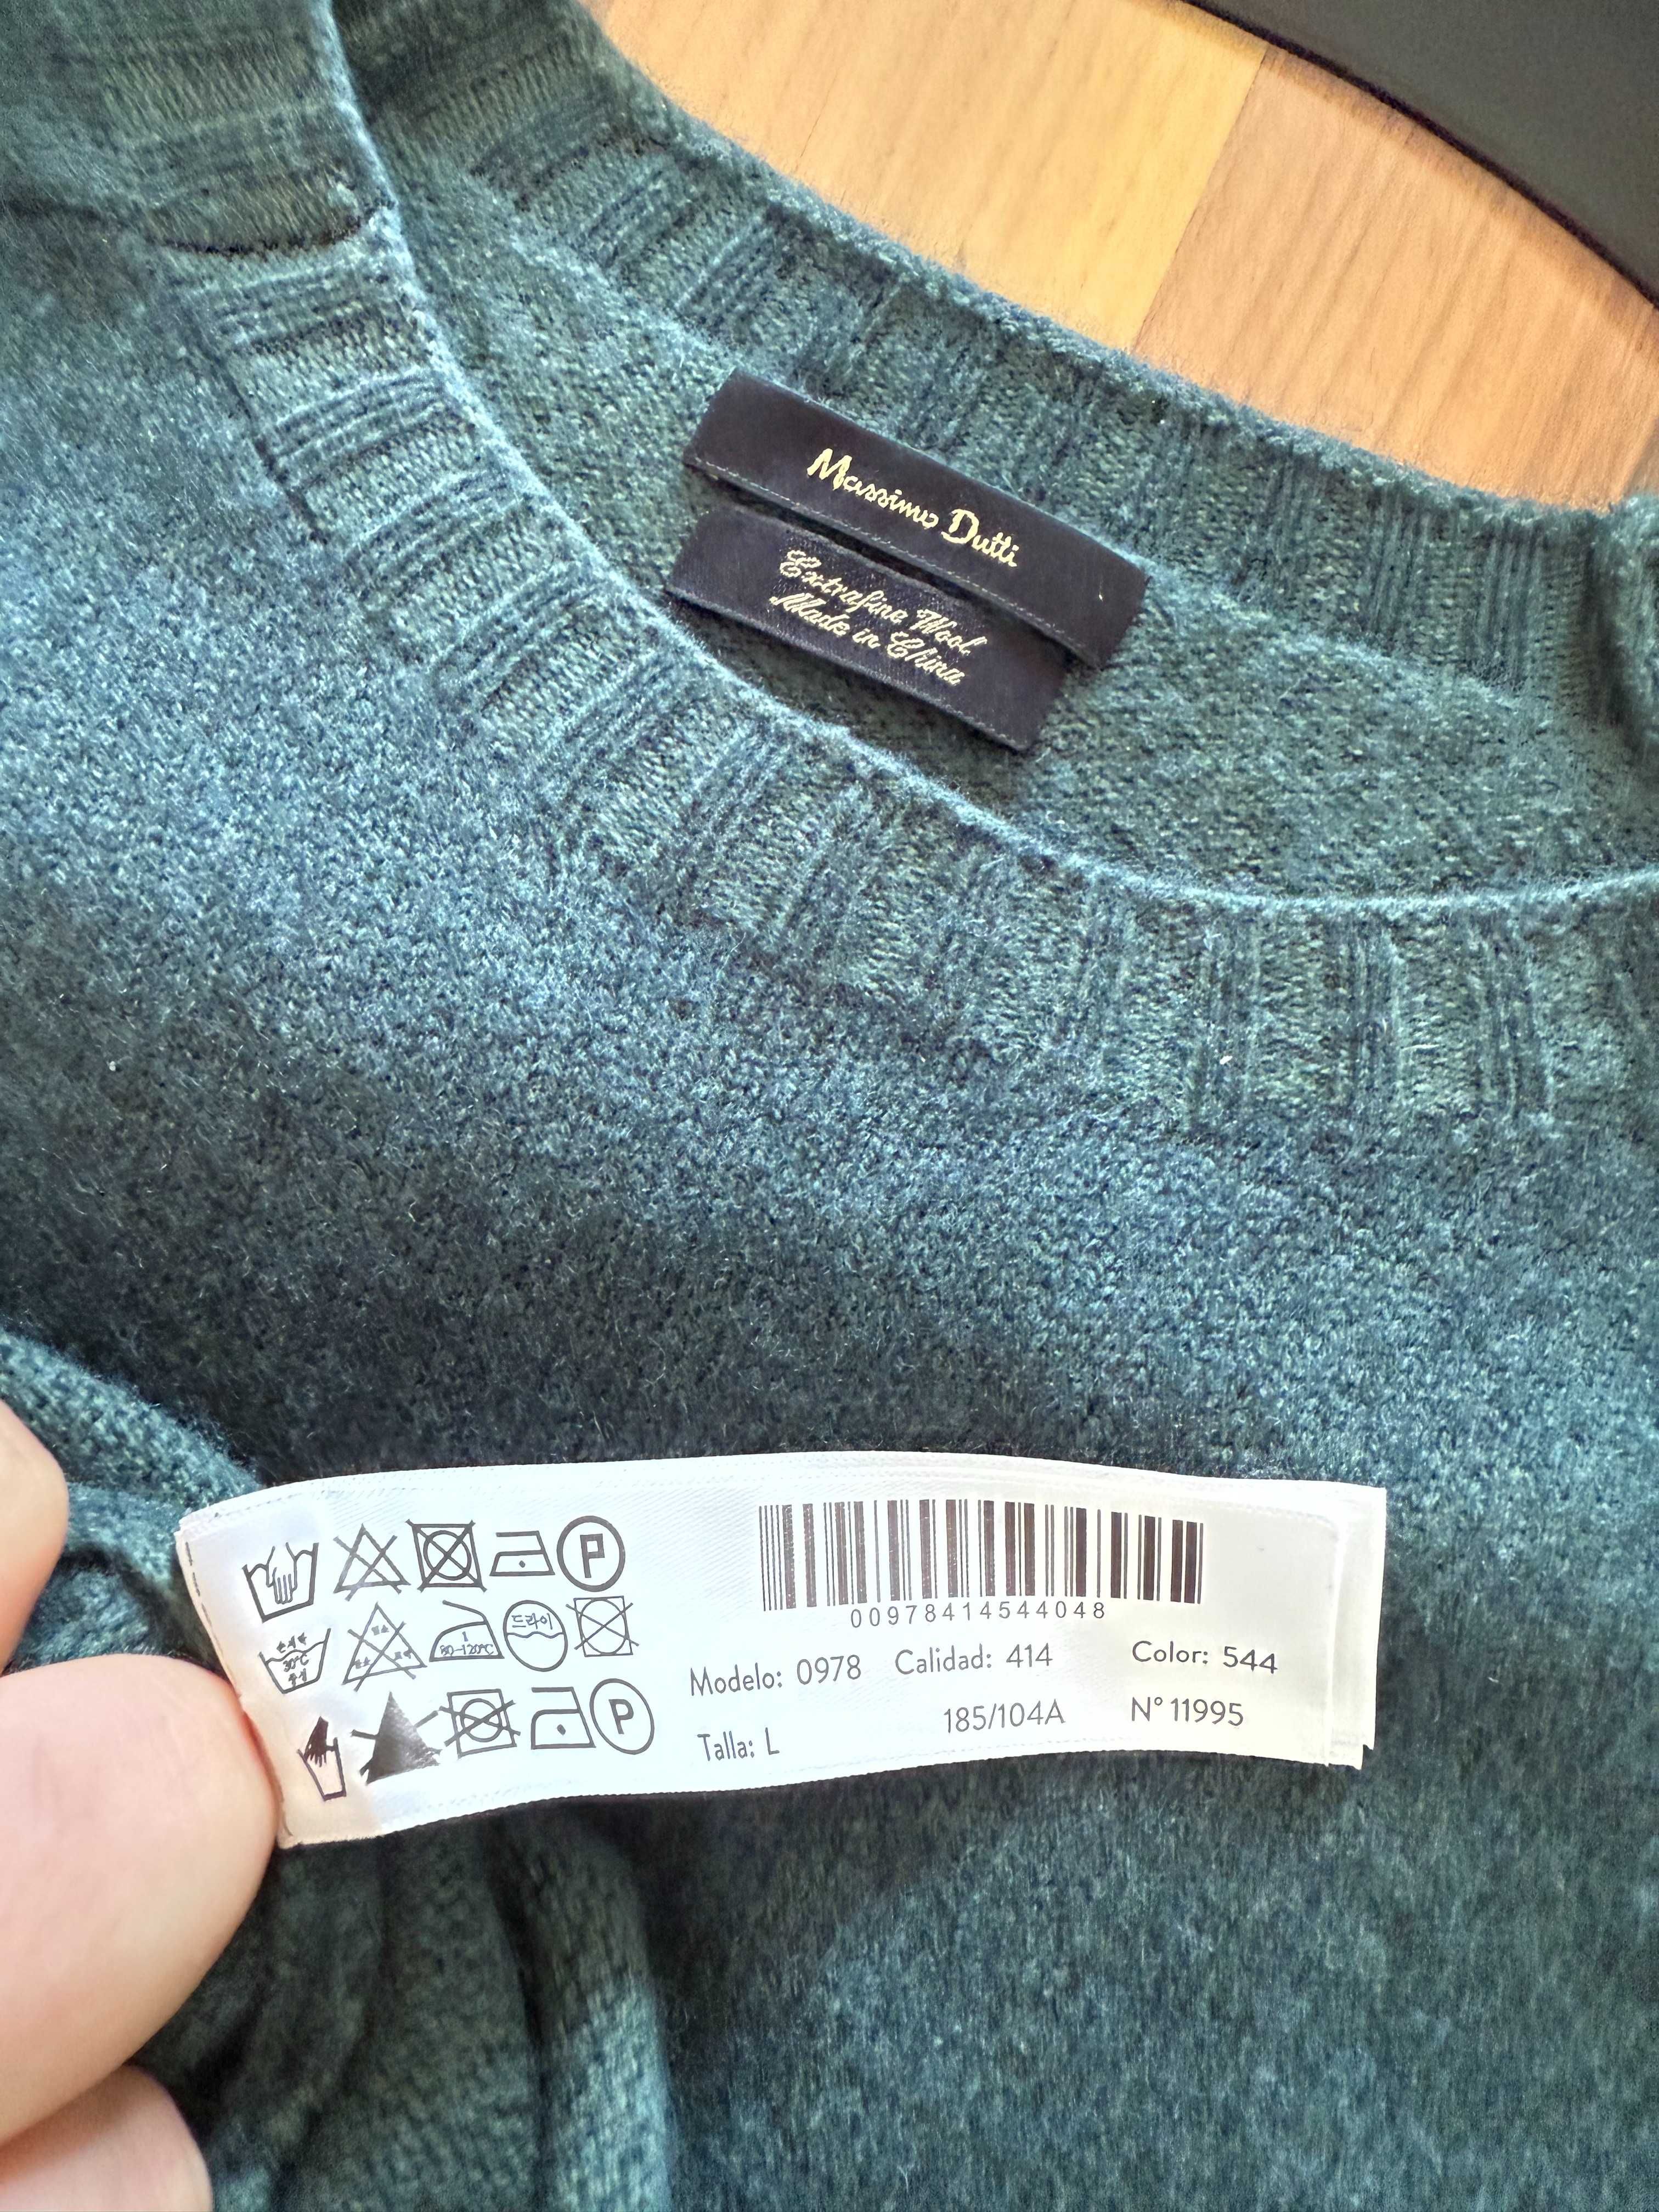 Massimo Dutti
Extrafine Wool
Made in China
P
30°C
80-120°C
드라이
P
00978414544048
Modelo: 0978 Calidad: 414 Color: 544
Talla: L 185/104A N° 11995